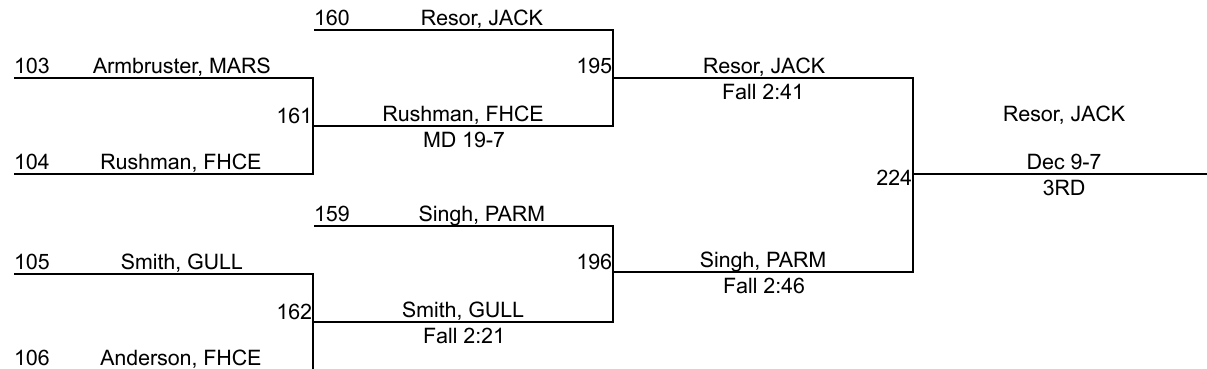 160 Resor, JACK
103 Armbruster, MARS
195 Resor, JACK
Fall 2:41
161 Rushman, FHCE
MD 19-7
Resor, JACK
104 Rushman, FHCE
Dec 9-7
224
3RD
159 Singh, PARM
105 Smith, GULL
196 Singh, PARM
Fall 2:46
162 Smith, GULL
Fall 2:21
106 Anderson, FHCE